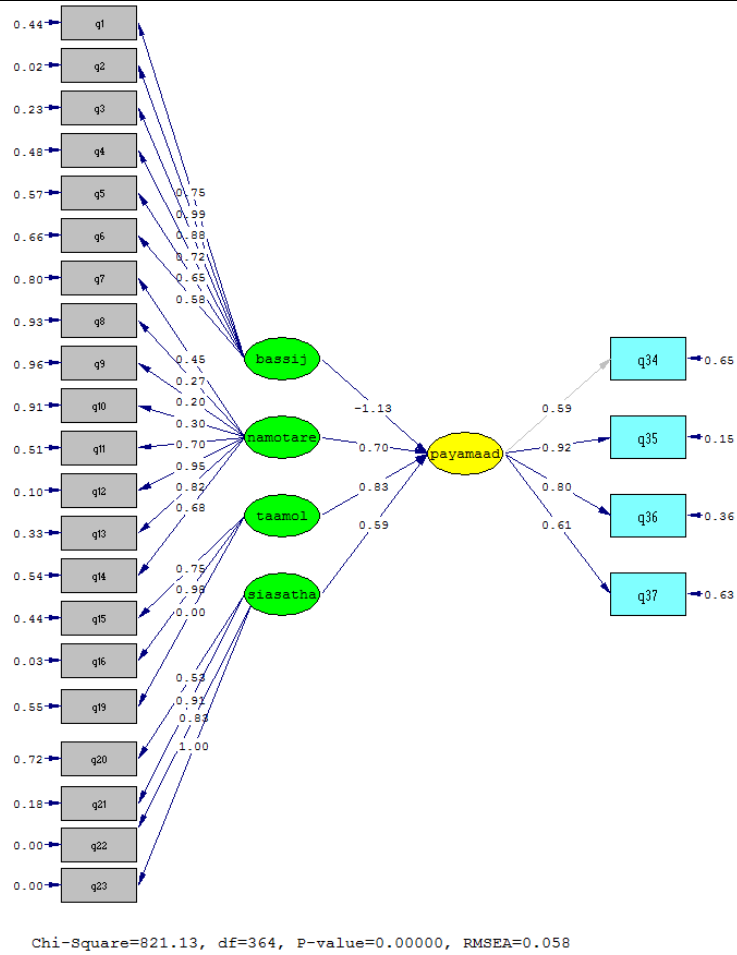 0.44 q1
0.02 q2
0.23 q3
0.48 q4
0.57 q5
0.66 q6
0.80 q7
0.93 q8
0.96 q9
0.91 q10
0.51 q11
0.10 q12
0.33 q13
0.54 q14
0.44 q15
0.03 q16
0.55 q19
0.72 q20
0.18 q21
0.00 q22
0.00 q23
0.75
0.99
0.88
0.72
0.65
0.58
0.45
0.27
0.20
0.30
0.70
0.95
0.82
0.68
0.75
0.98
0.00
0.53
0.91
0.83
1.00
bassij
namotare
taamol
siasatha
-1.13
0.70
0.83
0.59
payamaad
0.59
0.92
0.80
0.61
q34 0.65
q35 0.15
q36 0.36
q37 0.63
Chi-Square=821.13, df=364, P-value=0.00000, RMSEA=0.058